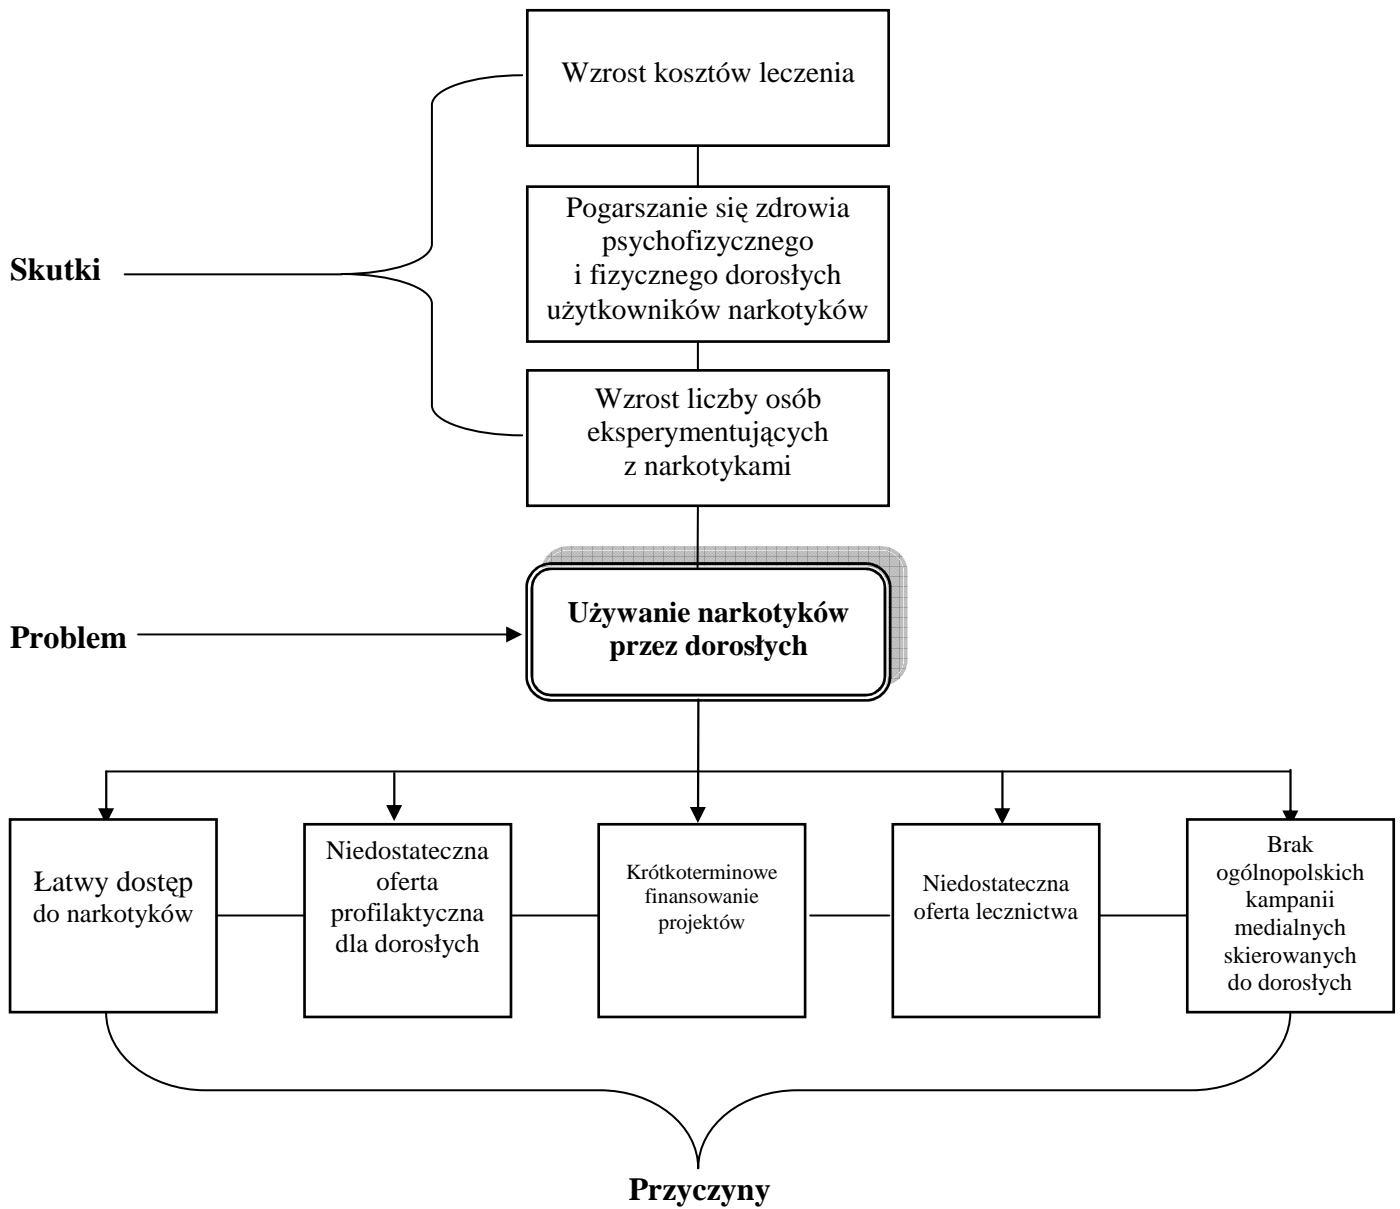 Wzrost kosztów leczenia
Pogarszanie się zdrowia
psychofizycznego
i fizycznego dorosłych
użytkowników narkotyków
Skutki
Wzrost liczby osób
eksperymentujących
z narkotykami
Używanie narkotyków
przez dorosłych
Problem
Łatwy dostęp
do narkotyków
Niedostateczna
oferta
profilaktyczna
dla dorosłych
Krótkoterminowe
finansowanie
projektów
Niedostateczna
oferta lecznictwa
Brak
ogólnopolskich
kampanii
medialnych
skierowanych
do dorosłych
Przyczyny